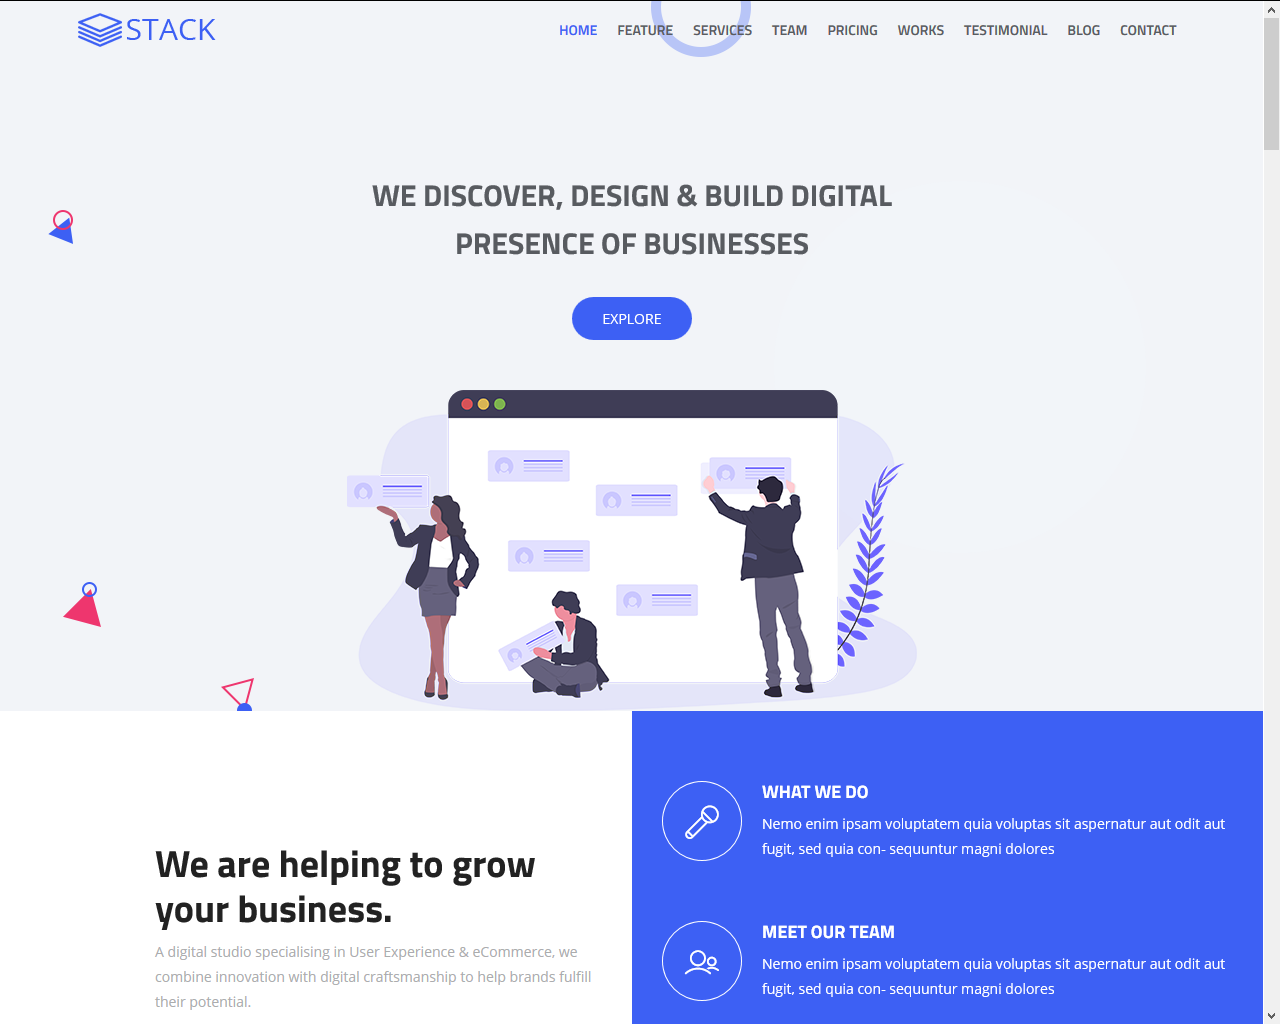 STACK
HOME FEATURE SERVICES TEAM PRICING WORKS TESTIMONIAL BLOG CONTACT
WE DISCOVER, DESIGN & BUILD DIGITAL
PRESENCE OF BUSINESSES
EXPLORE
We are helping to grow
your business.
A digital studio specialising in User Experience & eCommerce, we
combine innovation with digital craftsmanship to help brands fulfill
their potential.
WHAT WE DO
Nemo enim ipsam voluptatem quia voluptas sit aspernatur aut odit aut
fugit, sed quia con- sequuntur magni dolores
MEET OUR TEAM
Nemo enim ipsam voluptatem quia voluptas sit aspernatur aut odit aut
fugit, sed quia con- sequuntur magni dolores